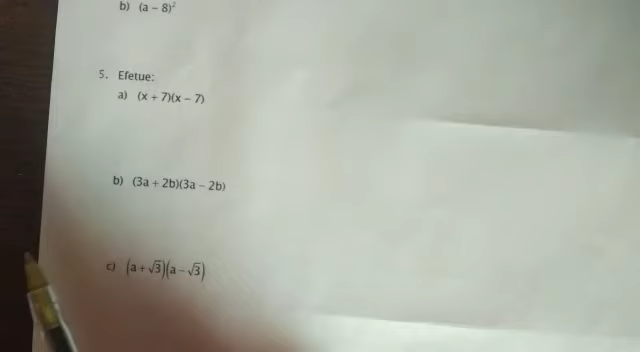 b) (a – 8)²
5. Efetue:
a) (x + 7)(x – 7)
b) (3a + 2b)(3a – 2b)
c) (a + √3)(a – √3)